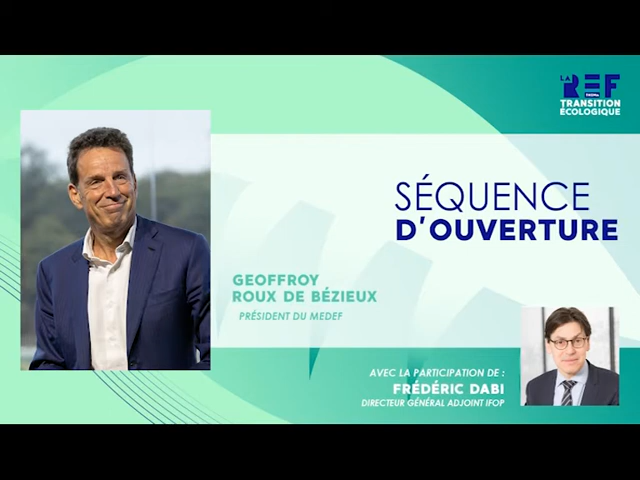 LA
REF
TRANSITION
ÉCOLOGIQUE
SÉQUENCE
D'OUVERTURE
GEOFFROY
ROUX DE BÉZIEUX
PRÉSIDENT DU MEDEF
AVEC LA PARTICIPATION DE :
FRÉDÉRIC DABI
DIRECTEUR GÉNÉRAL ADJOINT IFOP